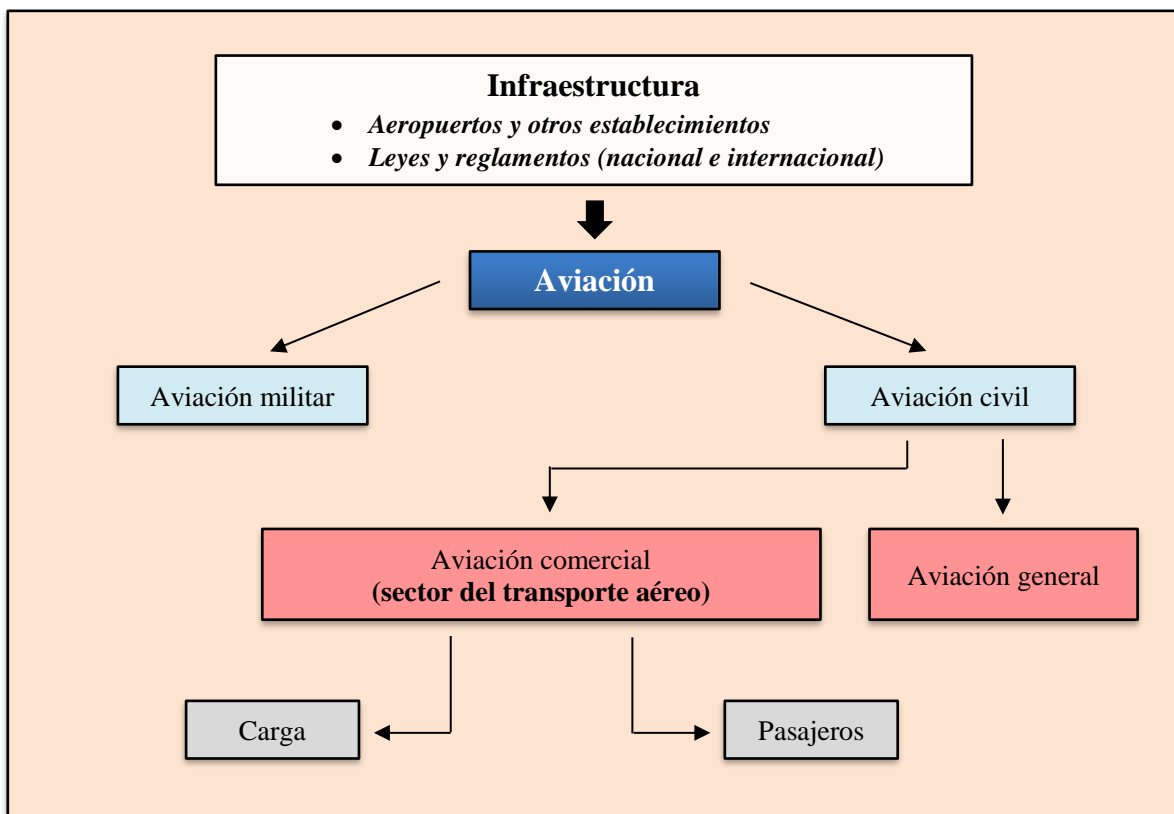 Infraestructura
• Aeropuertos y otros establecimientos
• Leyes y reglamentos (nacional e internacional)
Aviación
Aviación militar
Aviación civil
Aviación comercial
(sector del transporte aéreo)
Aviación general
Carga
Pasajeros